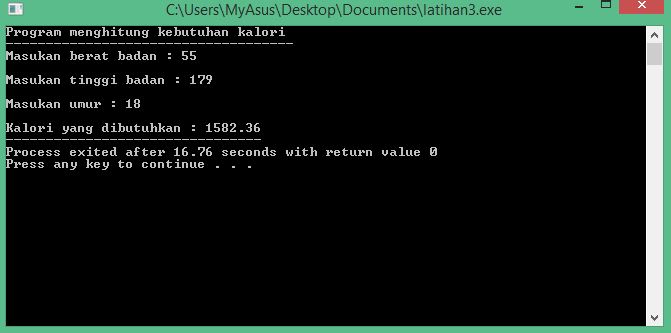 C:\Users\MyAsus\Desktop\Documents\latihan3.exe
Program menghitung kebutuhan kalori
------------------------------------
Masukan berat badan : 55
Masukan tinggi badan : 179
Masukan umur : 18
Kalori yang dibutuhkan : 1582.36
--------------------------------
Process exited after 16.76 seconds with return value 0
Press any key to continue . . .